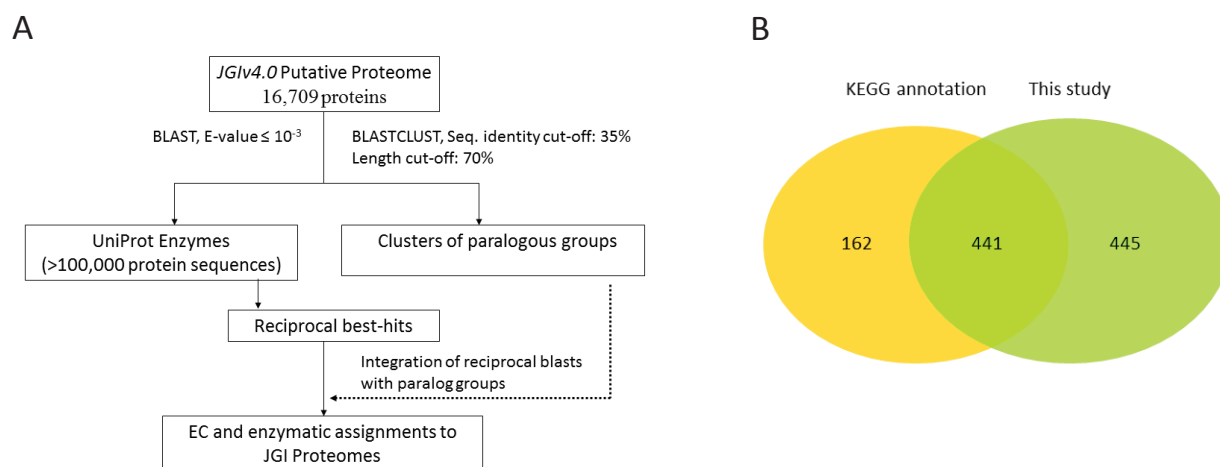 A
JGIv4.0 Putative Proteome
16,709 proteins
BLAST, E-value ≤ 10⁻³
BLASTCLUST, Seq. identity cut-off: 35%
Length cut-off: 70%
UniProt Enzymes
(>100,000 protein sequences)
Clusters of paralogous groups
Reciprocal best-hits
Integration of reciprocal blasts
with paralog groups
EC and enzymatic assignments to
JGI Proteomes
B
KEGG annotation
This study
162
441
445